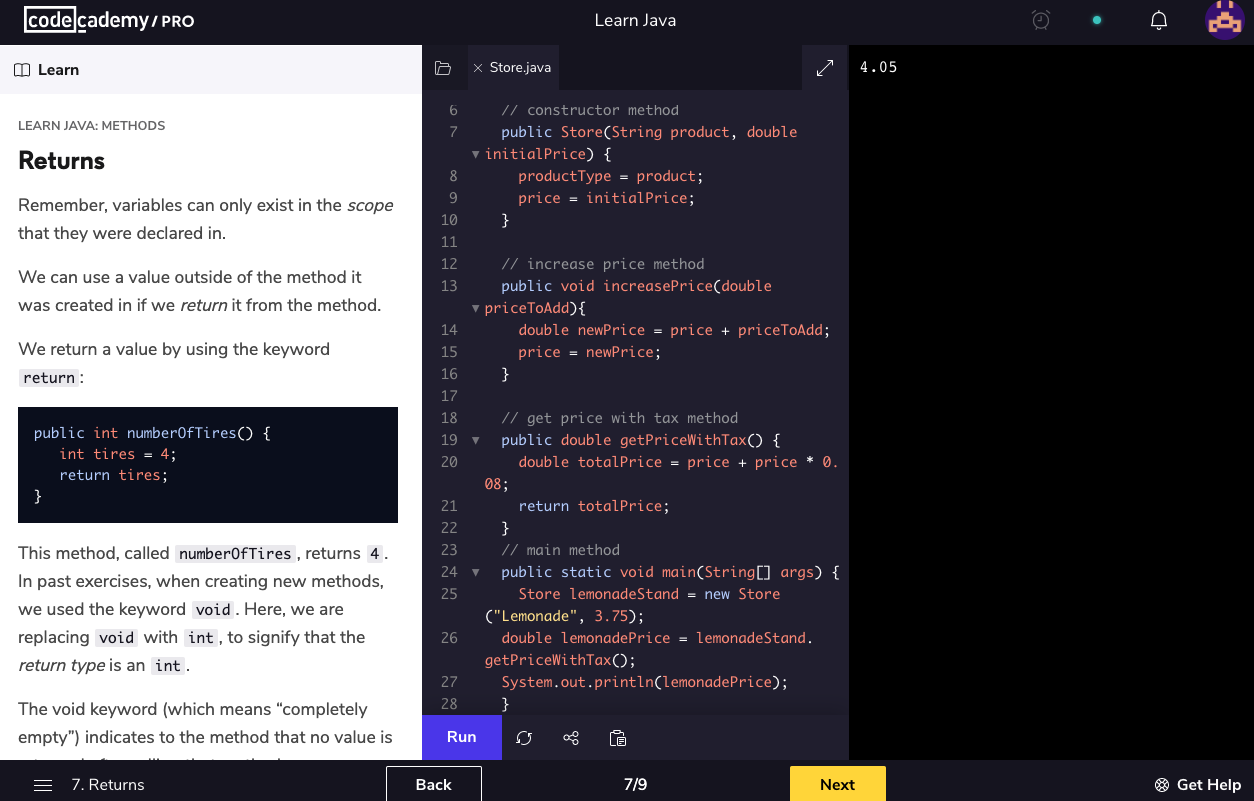 codecademy / PRO
Learn Java
Learn
LEARN JAVA: METHODS
Returns
Remember, variables can only exist in the scope
that they were declared in.
We can use a value outside of the method it
was created in if we return it from the method.
We return a value by using the keyword
return:
public int numberOfTires() {
int tires = 4;
return tires;
}
This method, called numberOfTires, returns 4.
In past exercises, when creating new methods,
we used the keyword void. Here, we are
replacing void with int, to signify that the
return type is an int.
The void keyword (which means “completely
empty”) indicates to the method that no value is
Store.java
6 // constructor method
7 public Store(String product, double
initialPrice) {
8 productType = product;
9 price = initialPrice;
10 }
11
12 // increase price method
13 public void increasePrice(double
priceToAdd){
14 double newPrice = price + priceToAdd;
15 price = newPrice;
16 }
17
18 // get price with tax method
19 public double getPriceWithTax() {
20 double totalPrice = price + price * 0.
08;
21 return totalPrice;
22 }
23 // main method
24 public static void main(String[] args) {
25 Store lemonadeStand = new Store
("Lemonade", 3.75);
26 double lemonadePrice = lemonadeStand.
getPriceWithTax();
27 System.out.println(lemonadePrice);
28 }
Run
4.05
7. Returns
Back
7/9
Next
Get Help